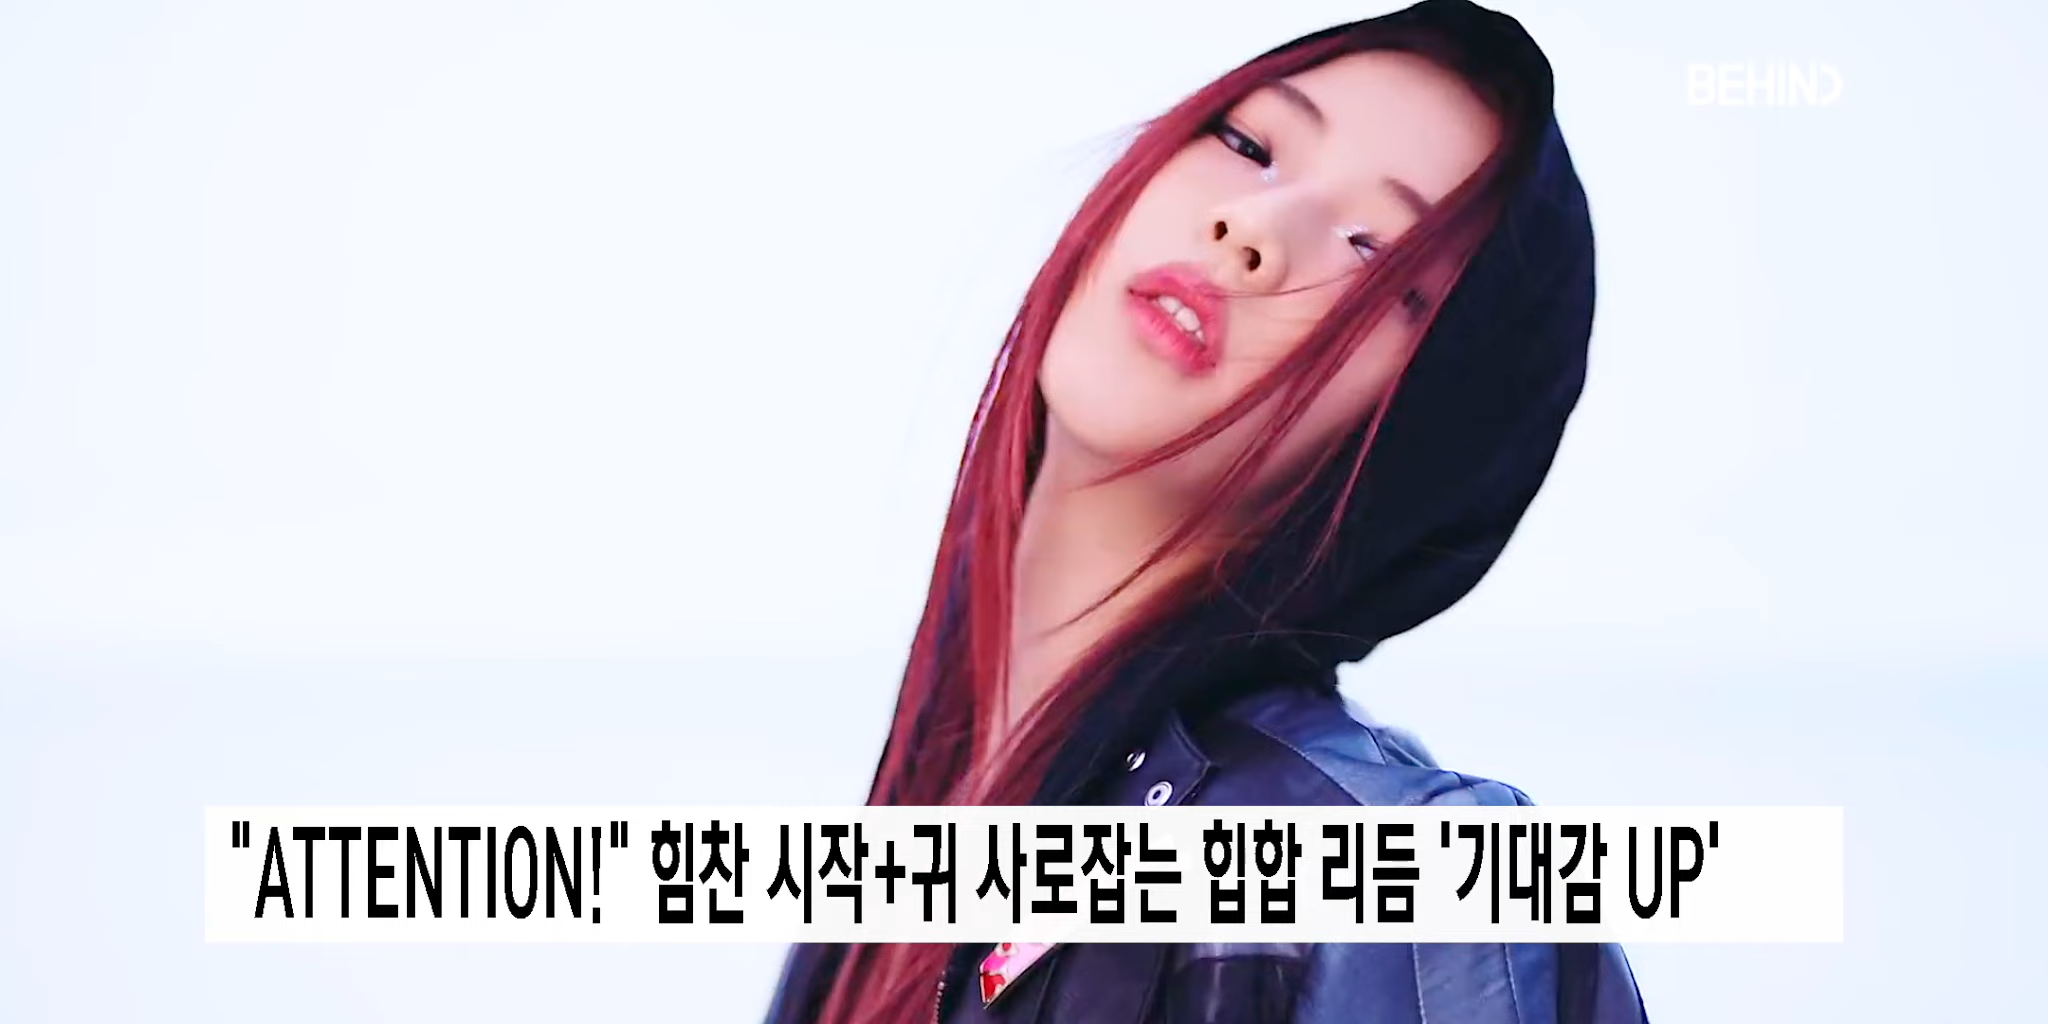 BEHIND
"ATTENTION!" 힘찬 시작+귀 사로잡는 힙합 리듬 '기대감 UP'